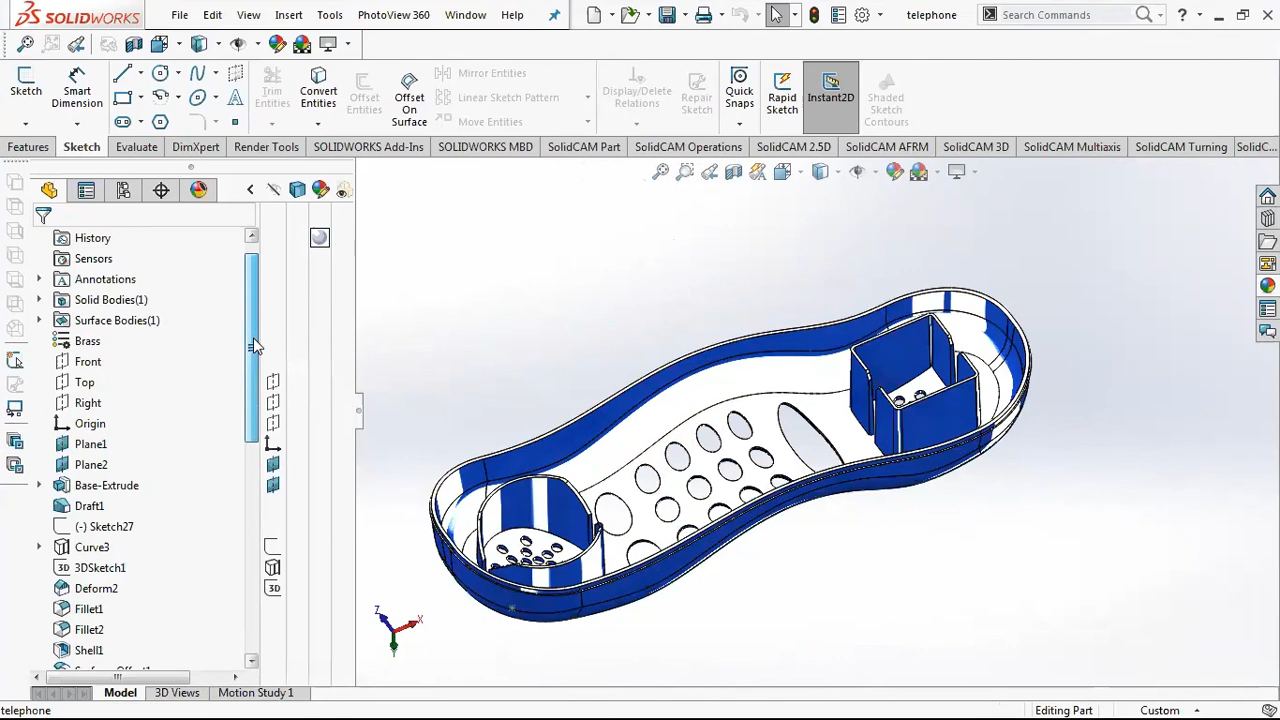 SOLIDWORKS File Edit View Insert Tools PhotoView 360 Window Help telephone Search Commands ?
Sketch Smart Dimension Trim Entities Convert Entities Offset Entities Offset On Surface Mirror Entities Linear Sketch Pattern Move Entities Display/Delete Relations Repair Sketch Quick Snaps Rapid Sketch Instant2D Shaded Sketch Contours
Features Sketch Evaluate DimXpert Render Tools SOLIDWORKS Add-Ins SOLIDWORKS MBD SolidCAM Part SolidCAM Operations SolidCAM 2.5D SolidCAM AFRM SolidCAM 3D SolidCAM Multiaxis SolidCAM Turning SolidC...
History
Sensors
Annotations
Solid Bodies(1)
Surface Bodies(1)
Brass
Front
Top
Right
Origin
Plane1
Plane2
Base-Extrude
Draft1
(-) Sketch27
Curve3
3D 3DSketch1 3D
Deform2
Fillet1
Fillet2
Shell1
Z X Y
Model 3D Views Motion Study 1
telephone Editing Part Custom